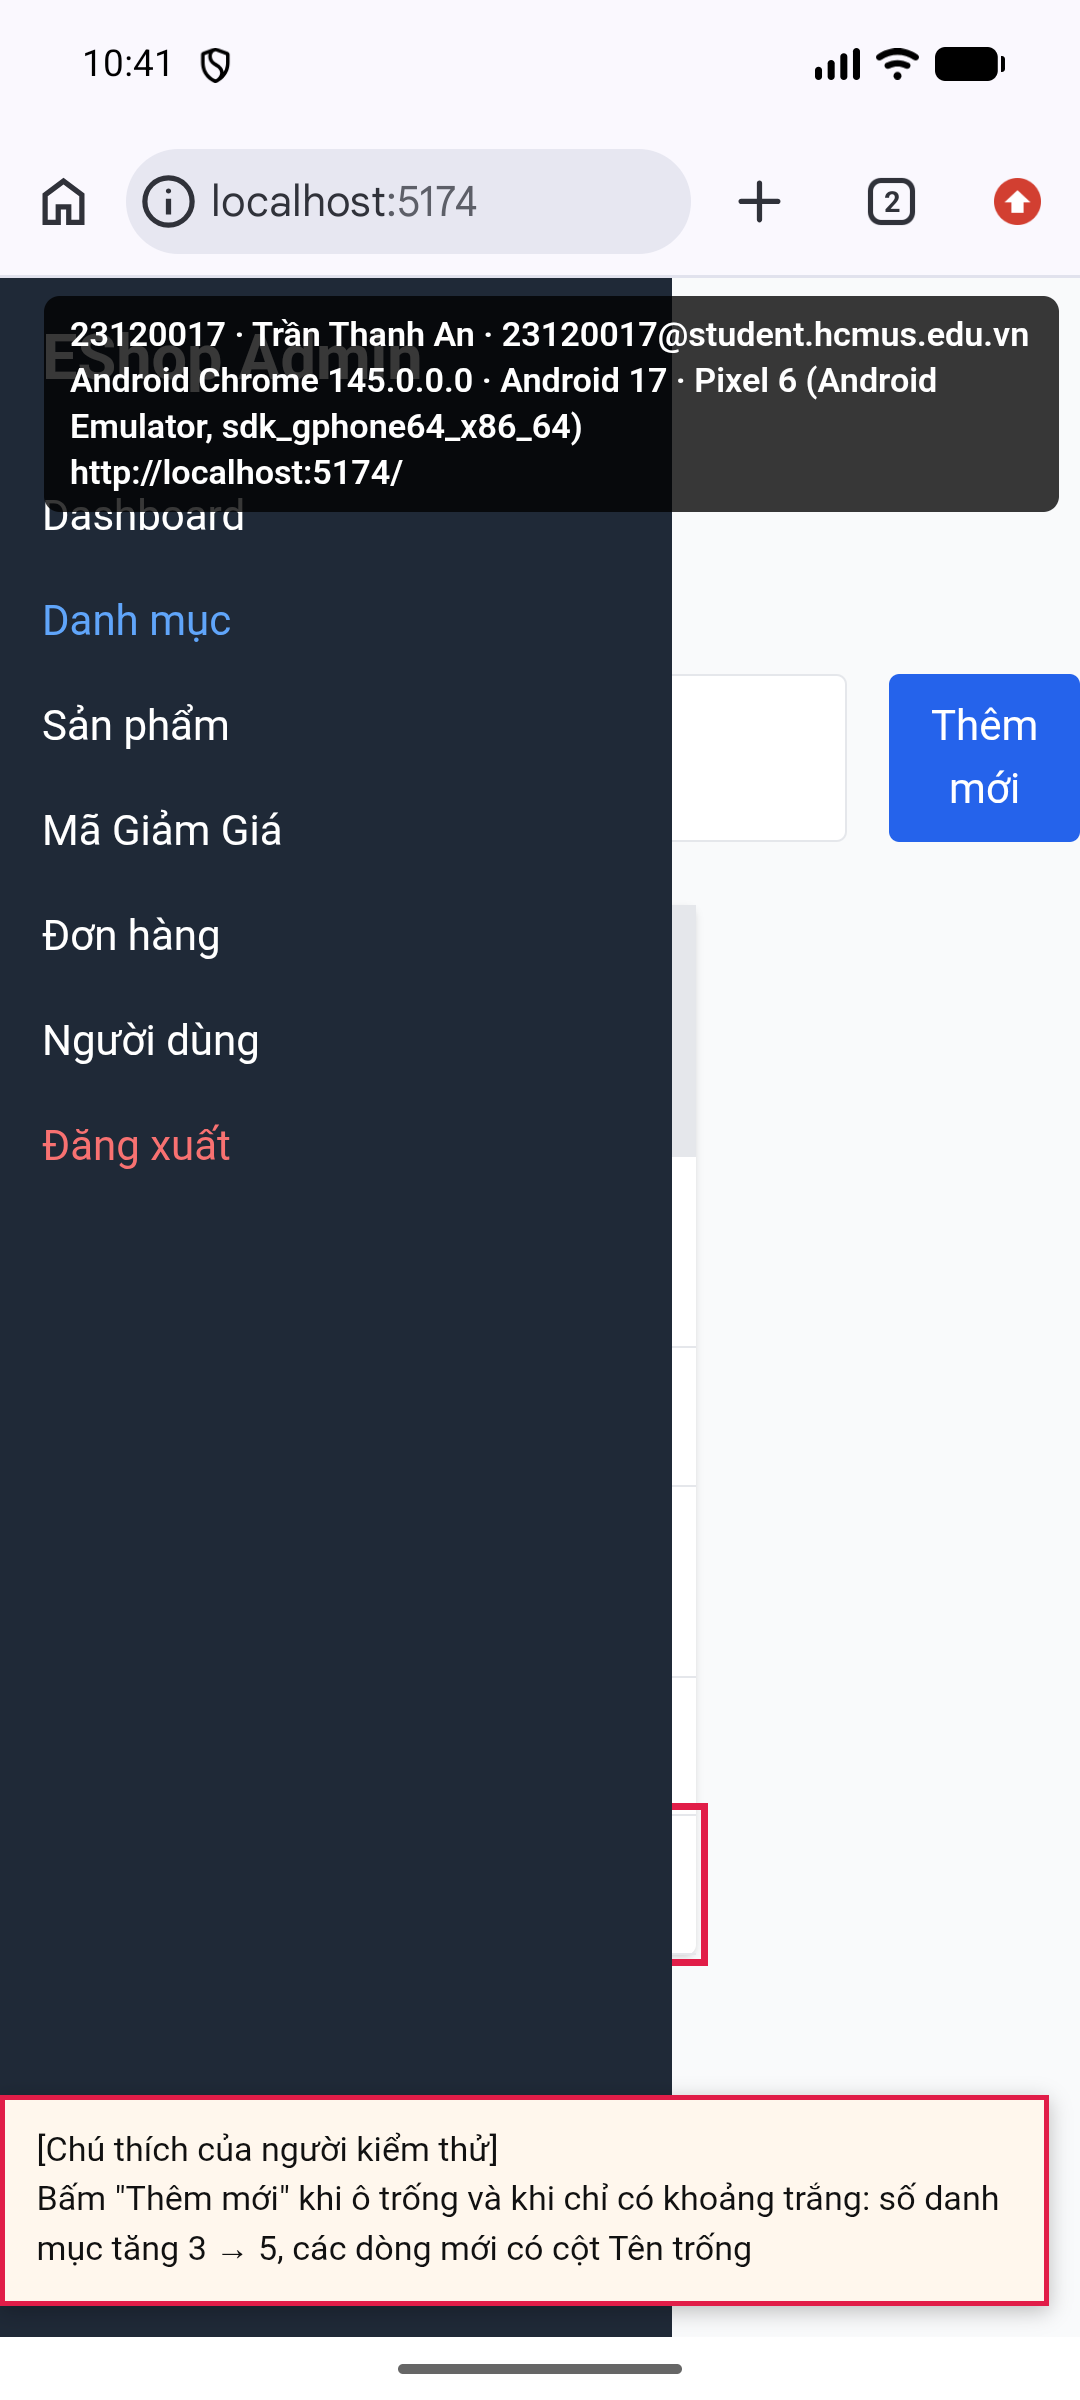 10:41
localhost:5174
2
23120017 · Trần Thanh An · 23120017@student.hcmus.edu.vn
Android Chrome 145.0.0.0 · Android 17 · Pixel 6 (Android
Emulator, sdk_gphone64_x86_64)
http://localhost:5174/
EShop Admin
Dashboard
Danh mục
Sản phẩm
Mã Giảm Giá
Đơn hàng
Người dùng
Đăng xuất
Thêm
mới
[Chú thích của người kiểm thử]
Bấm "Thêm mới" khi ô trống và khi chỉ có khoảng trắng: số danh
mục tăng 3 → 5, các dòng mới có cột Tên trống